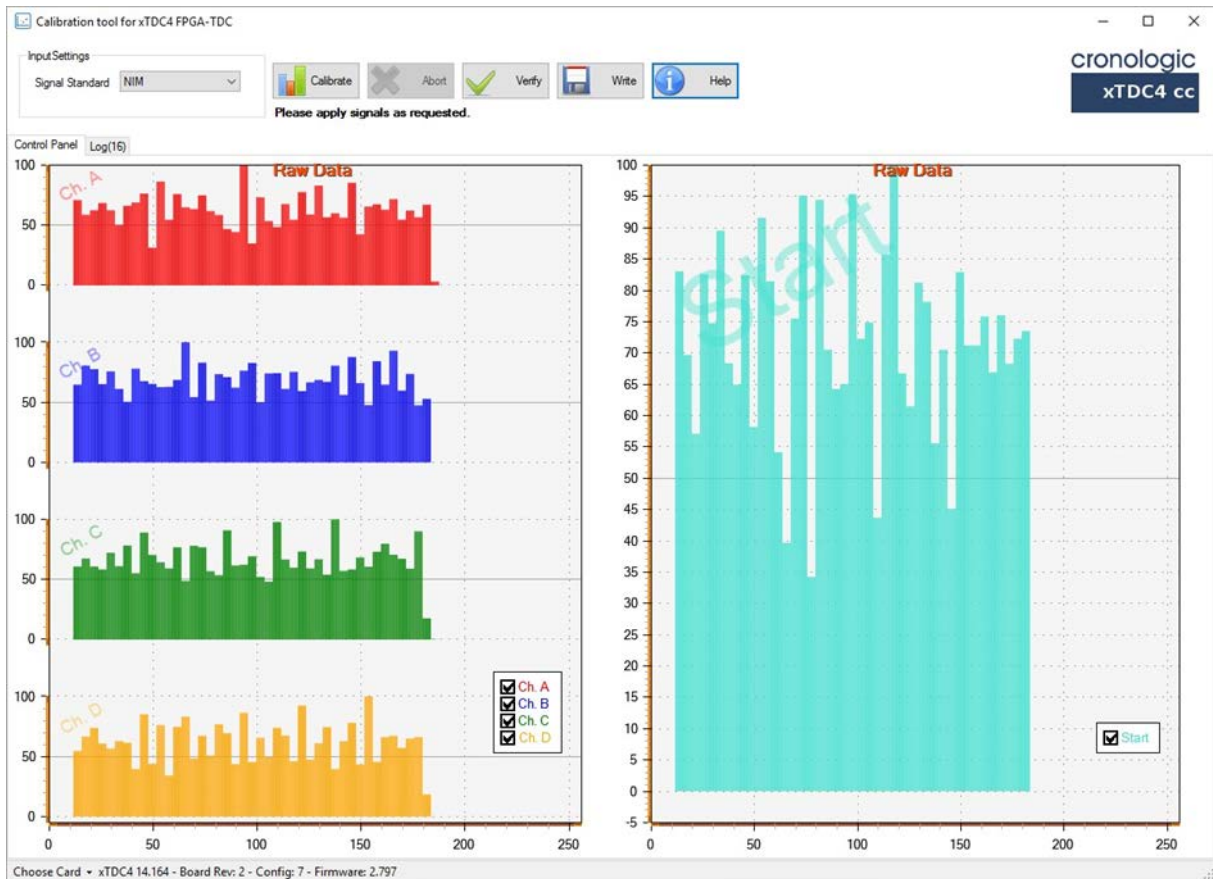 Calibration tool for xTDC4 FPGA-TDC
Input Settings
Signal Standard NIM
Calibrate Abort Verify Write Help
Please apply signals as requested.
cronologic
xTDC4 cc
Control Panel Log(16)
Raw Data
Ch. A
100
50
0
Ch. B
100
50
0
Ch. C
100
50
0
Ch. D
100
50
0
Ch. A
Ch. B
Ch. C
Ch. D
0 50 100 150 200 250
Raw Data
Start
100
95
90
85
80
75
70
65
60
55
50
45
40
35
30
25
20
15
10
5
0
-5
Start
0 50 100 150 200 250
Choose Card xTDC4 14.164 - Board Rev: 2 - Config: 7 - Firmware: 2.797